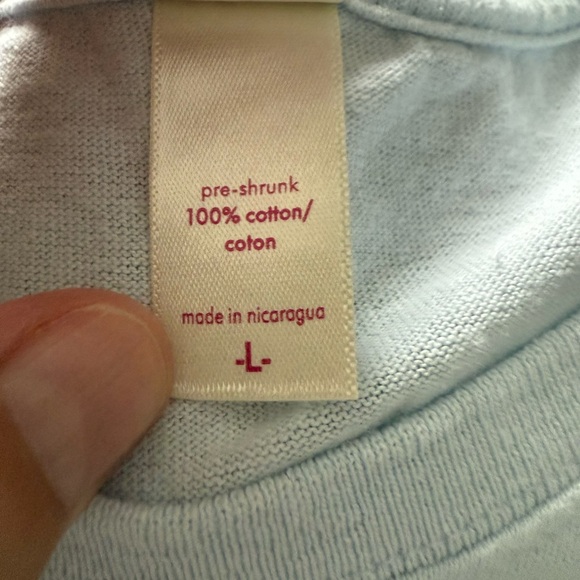 pre-shrunk
100% cotton/
coton
made in nicaragua
-L-